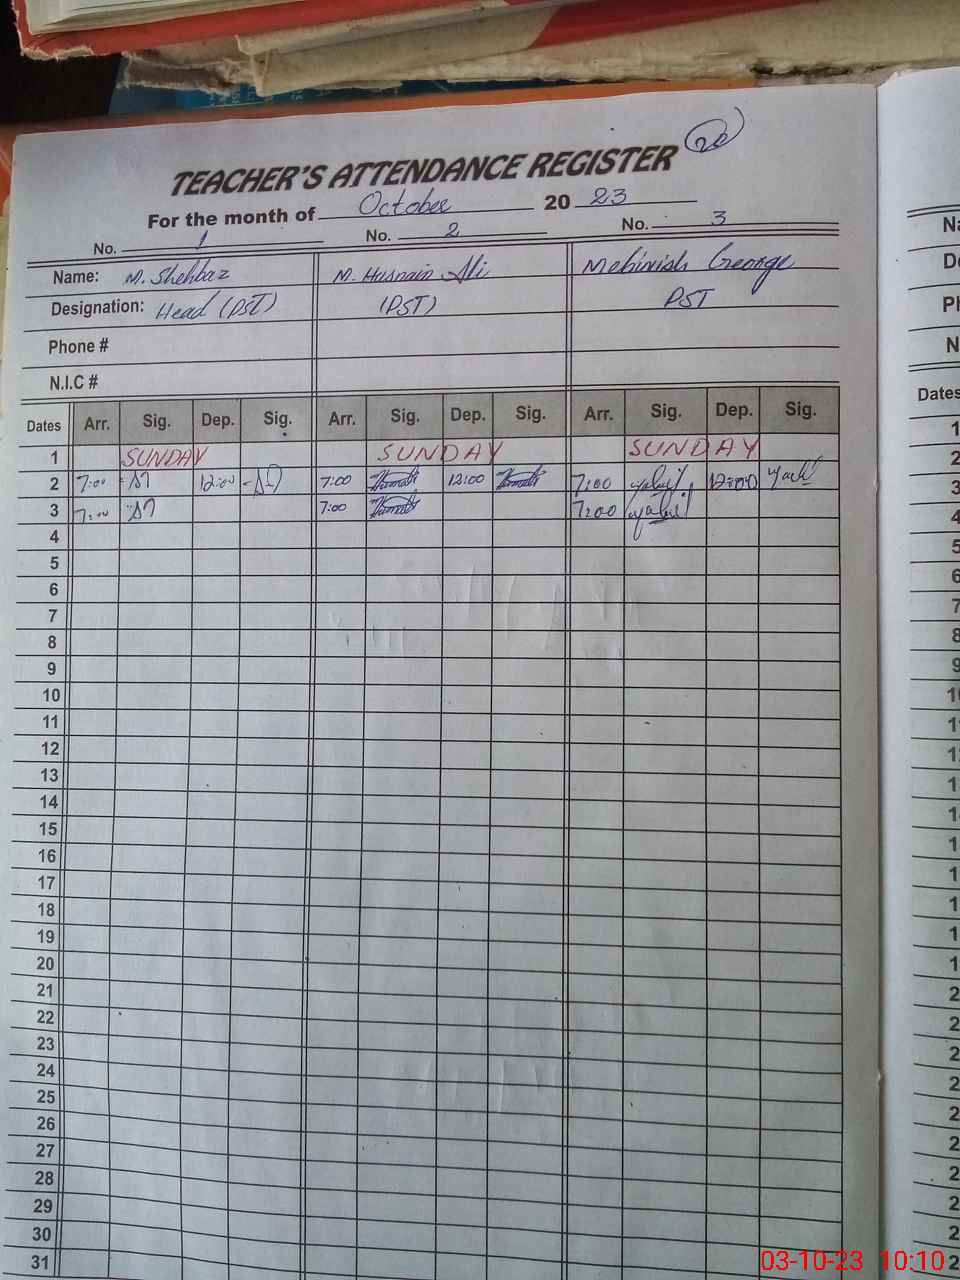 20
TEACHER'S ATTENDANCE REGISTER
For the month of October 2023
No. 1 No. 2 No. 3
Name: M. Shehbaz M. Husnain Ali Mehwish George
Designation: Head (PST) (PST) PST
Phone #
N.I.C #
Dates Arr. Sig. Dep. Sig. Arr. Sig. Dep. Sig. Arr. Sig. Dep. Sig.
1 SUNDAY SUNDAY SUNDAY
2 7:00 12:00 7:00 12:00 7:00 12:00
3 7:00 7:00 7:00
4
5
6
7
8
9
10
11
12
13
14
15
16
17
18
19
20
21
22
23
24
25
26
27
28
29
30
31
Dates
03-10-23 10:10